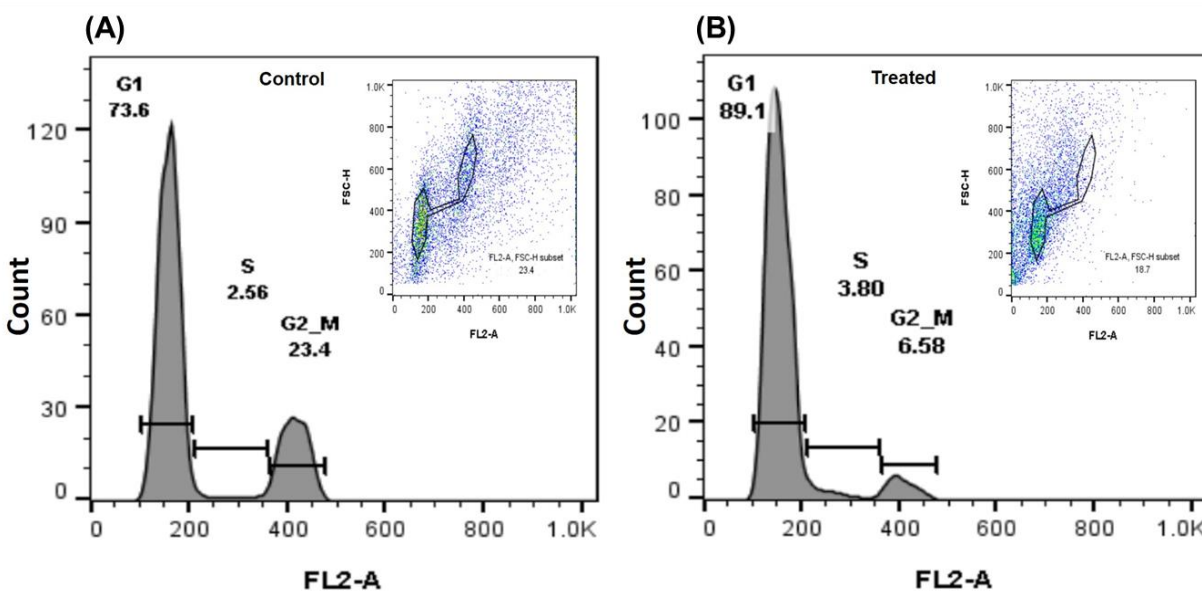 (A)
Control
G1
73.6
S
2.56
G2_M
23.4
Count
120
90
60
30
0
0 200 400 600 800 1.0K
FL2-A
FSC-H
1.0K
800
600
400
200
0
FL2-A, FSC-H subset
23.4
0 200 400 600 800 1.0K
FL2-A
(B)
Treated
G1
89.1
S
3.80
G2_M
6.58
Count
100
80
60
40
20
0
0 200 400 600 800 1.0K
FL2-A
FSC-H
1.0K
800
600
400
200
0
FL2-A, FSC-H subset
18.7
0 200 400 600 800 1.0K
FL2-A